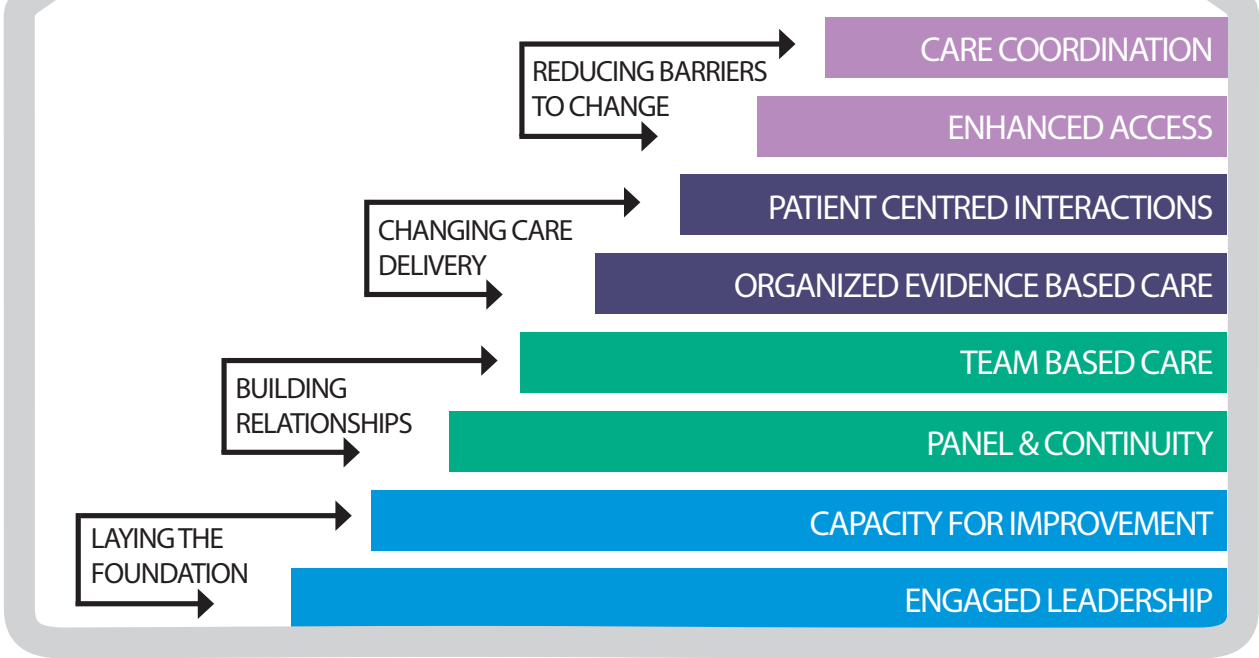 CARE COORDINATION
REDUCING BARRIERS
TO CHANGE
ENHANCED ACCESS
PATIENT CENTRED INTERACTIONS
CHANGING CARE
DELIVERY
ORGANIZED EVIDENCE BASED CARE
TEAM BASED CARE
BUILDING
RELATIONSHIPS
PANEL & CONTINUITY
CAPACITY FOR IMPROVEMENT
LAYING THE
FOUNDATION
ENGAGED LEADERSHIP